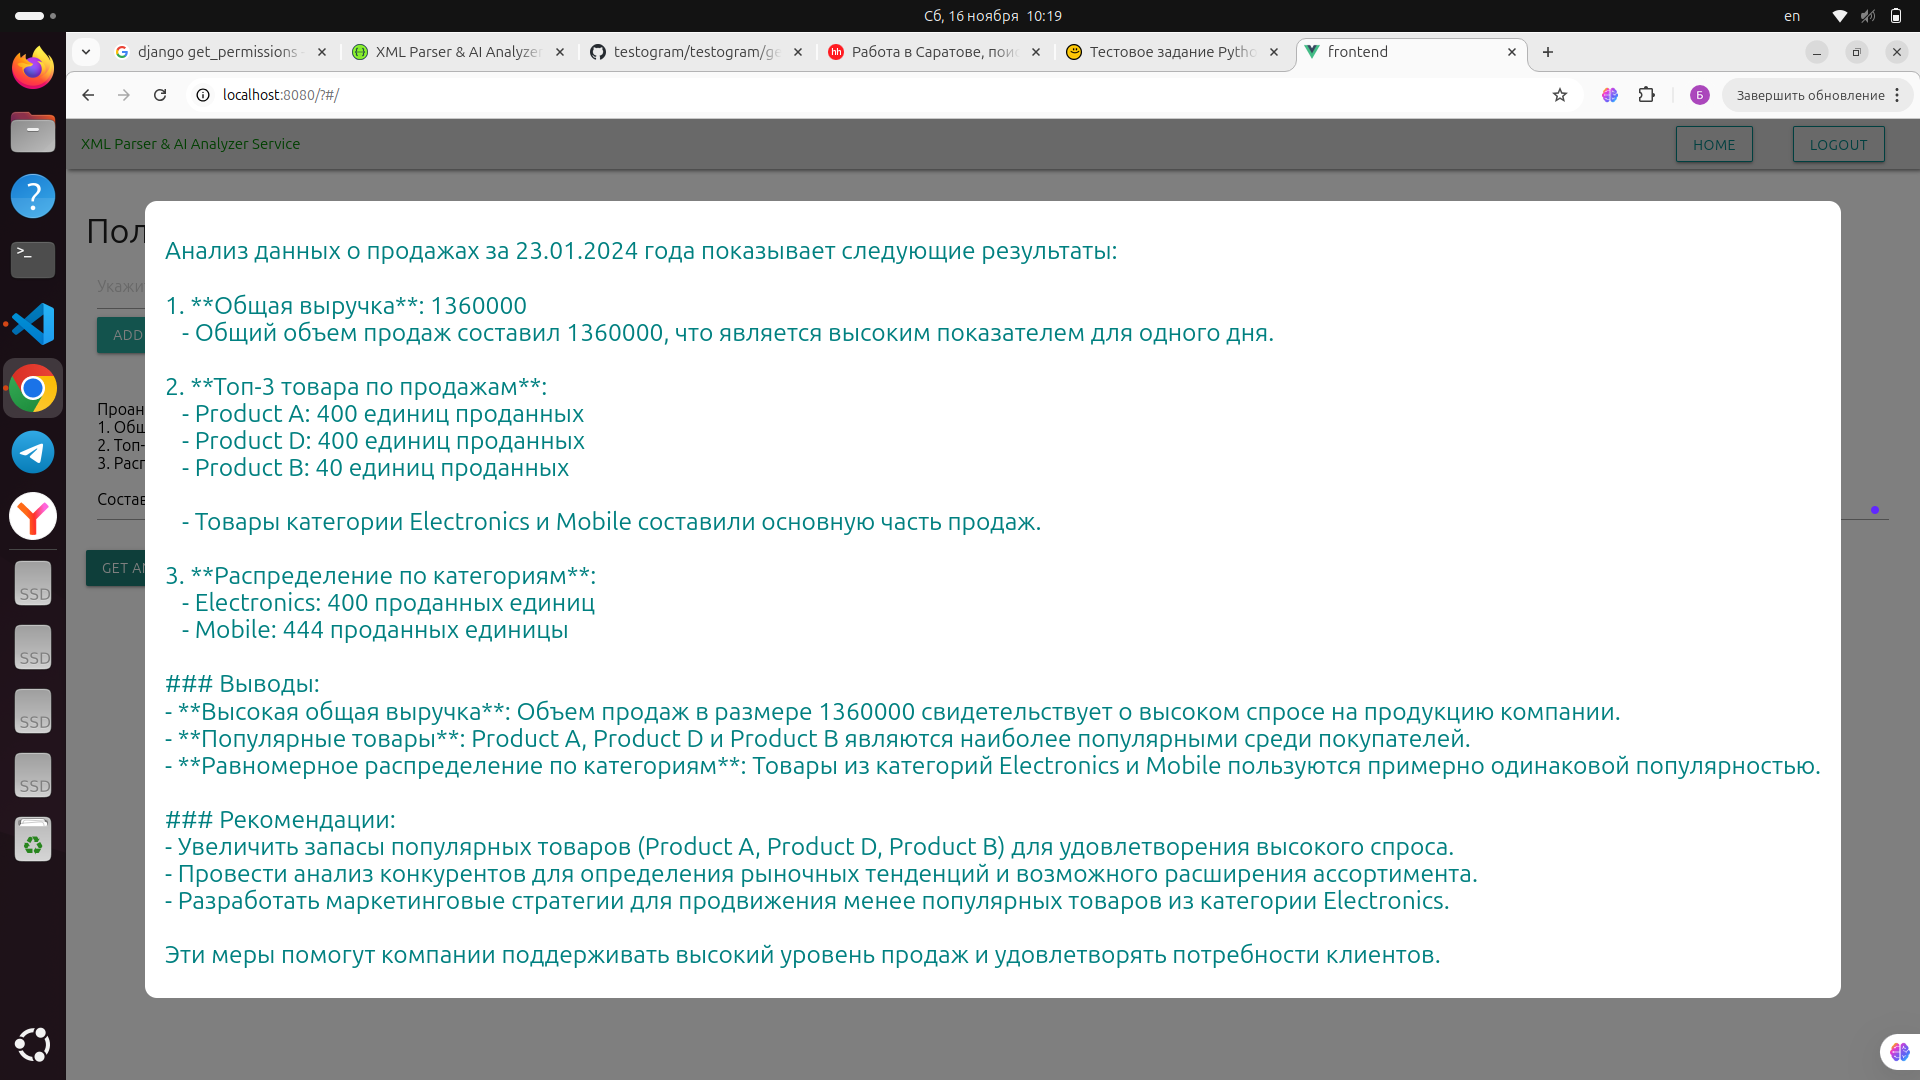 Сб, 16 ноября 10:19
en
django get_permissions
XML Parser & AI Analyzer
testogram/testogram/ge
Работа в Саратове, поис
Тестовое задание Pytho
frontend
localhost:8080/?#/
Б
Завершить обновление
XML Parser & AI Analyzer Service
HOME
LOGOUT
Пол
Укажи
ADD
Проан
1. Общ
2. Топ-
3. Расп
Состав
GET AN
Анализ данных о продажах за 23.01.2024 года показывает следующие результаты:
1. **Общая выручка**: 1360000
- Общий объем продаж составил 1360000, что является высоким показателем для одного дня.
2. **Топ-3 товара по продажам**:
- Product A: 400 единиц проданных
- Product D: 400 единиц проданных
- Product B: 40 единиц проданных
- Товары категории Electronics и Mobile составили основную часть продаж.
3. **Распределение по категориям**:
- Electronics: 400 проданных единиц
- Mobile: 444 проданных единицы
### Выводы:
- **Высокая общая выручка**: Объем продаж в размере 1360000 свидетельствует о высоком спросе на продукцию компании.
- **Популярные товары**: Product A, Product D и Product B являются наиболее популярными среди покупателей.
- **Равномерное распределение по категориям**: Товары из категорий Electronics и Mobile пользуются примерно одинаковой популярностью.
### Рекомендации:
- Увеличить запасы популярных товаров (Product A, Product D, Product B) для удовлетворения высокого спроса.
- Провести анализ конкурентов для определения рыночных тенденций и возможного расширения ассортимента.
- Разработать маркетинговые стратегии для продвижения менее популярных товаров из категории Electronics.
Эти меры помогут компании поддерживать высокий уровень продаж и удовлетворять потребности клиентов.
SSD
SSD
SSD
SSD